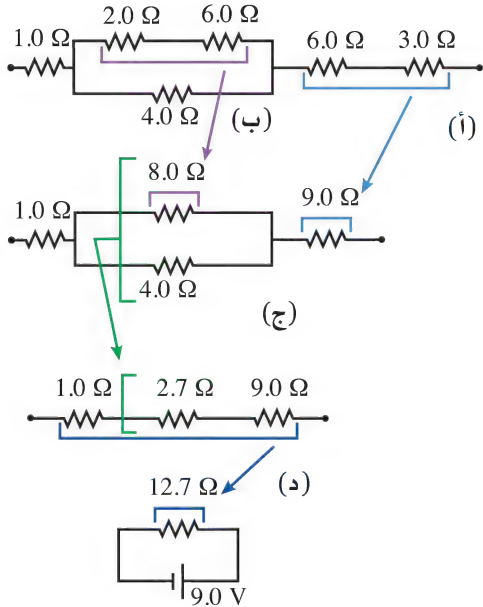 2.0 Ω 6.0 Ω
1.0 Ω 6.0 Ω 3.0 Ω
4.0 Ω (ب) (أ)
8.0 Ω
1.0 Ω 9.0 Ω
4.0 Ω
(ج)
1.0 Ω 2.7 Ω 9.0 Ω
12.7 Ω (د)
9.0 V